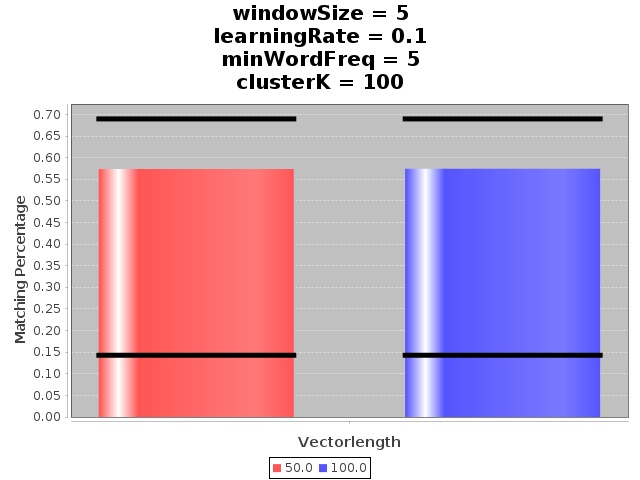 windowSize = 5
learningRate = 0.1
minWordFreq = 5
clusterK = 100
0.70
0.65
0.60
0.55
0.50
0.45
0.40
0.35
0.30
0.25
0.20
0.15
0.10
0.05
0.00
Matching Percentage
Vectorlength
50.0 100.0